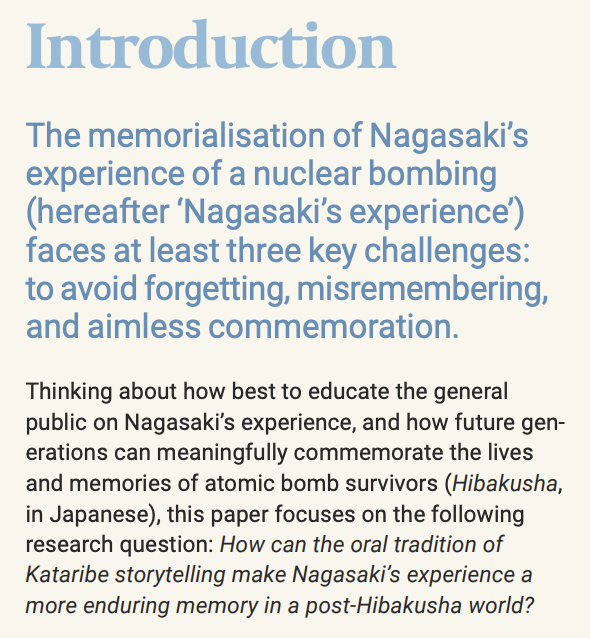 Introduction
The memorialisation of Nagasaki’s
experience of a nuclear bombing
(hereafter ‘Nagasaki’s experience’)
faces at least three key challenges:
to avoid forgetting, misremembering,
and aimless commemoration.
Thinking about how best to educate the general
public on Nagasaki’s experience, and how future gen-
erations can meaningfully commemorate the lives
and memories of atomic bomb survivors (Hibakusha,
in Japanese), this paper focuses on the following
research question: How can the oral tradition of
Kataribe storytelling make Nagasaki’s experience a
more enduring memory in a post-Hibakusha world?